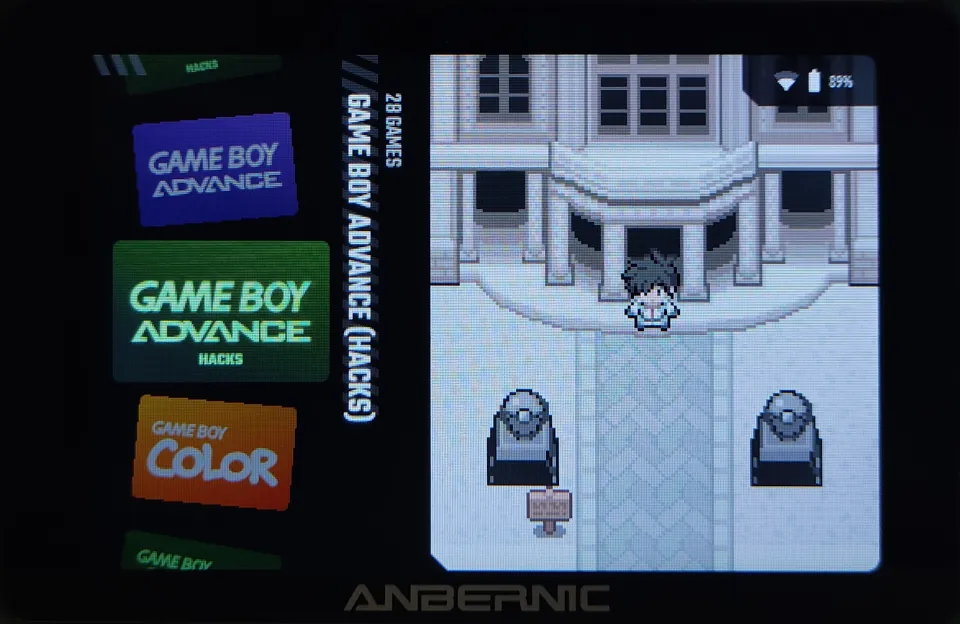 HACKS
GAME BOY
ADVANCE
GAME BOY
ADVANCE
HACKS
GAME BOY
COLOR
GAME BOY
GAME BOY ADVANCE (HACKS)
28 GAMES
89%
ANBERNIC